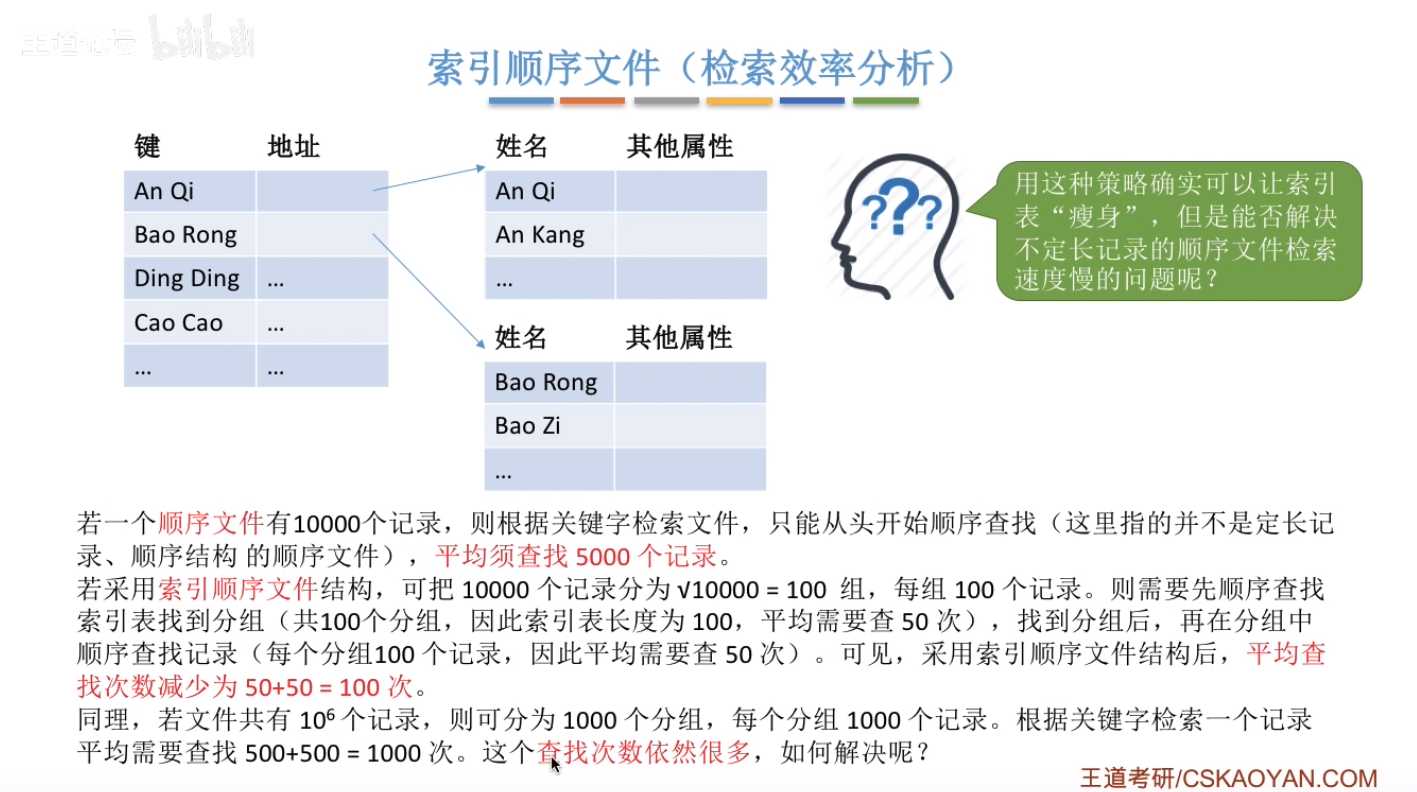 王道论坛 bilibili
索引顺序文件（检索效率分析）
键 地址
An Qi
Bao Rong
Ding Ding ...
Cao Cao ...
... ...
姓名 其他属性
An Qi
An Kang
...
姓名 其他属性
Bao Rong
Bao Zi
...
???
用这种策略确实可以让索引
表“瘦身”，但是能否解决
不定长记录的顺序文件检索
速度慢的问题呢？
若一个顺序文件有10000个记录，则根据关键字检索文件，只能从头开始顺序查找（这里指的并不是定长记
录、顺序结构 的顺序文件），平均须查找 5000 个记录。
若采用索引顺序文件结构，可把 10000 个记录分为 √10000 = 100 组，每组 100 个记录。则需要先顺序查找
索引表找到分组（共100个分组，因此索引表长度为 100，平均需要查 50 次），找到分组后，再在分组中
顺序查找记录（每个分组100 个记录，因此平均需要查 50 次）。可见，采用索引顺序文件结构后，平均查
找次数减少为 50+50 = 100 次。
同理，若文件共有 10⁶ 个记录，则可分为 1000 个分组，每个分组 1000 个记录。根据关键字检索一个记录
平均需要查找 500+500 = 1000 次。这个查找次数依然很多，如何解决呢？
王道考研/CSKAOYAN.COM